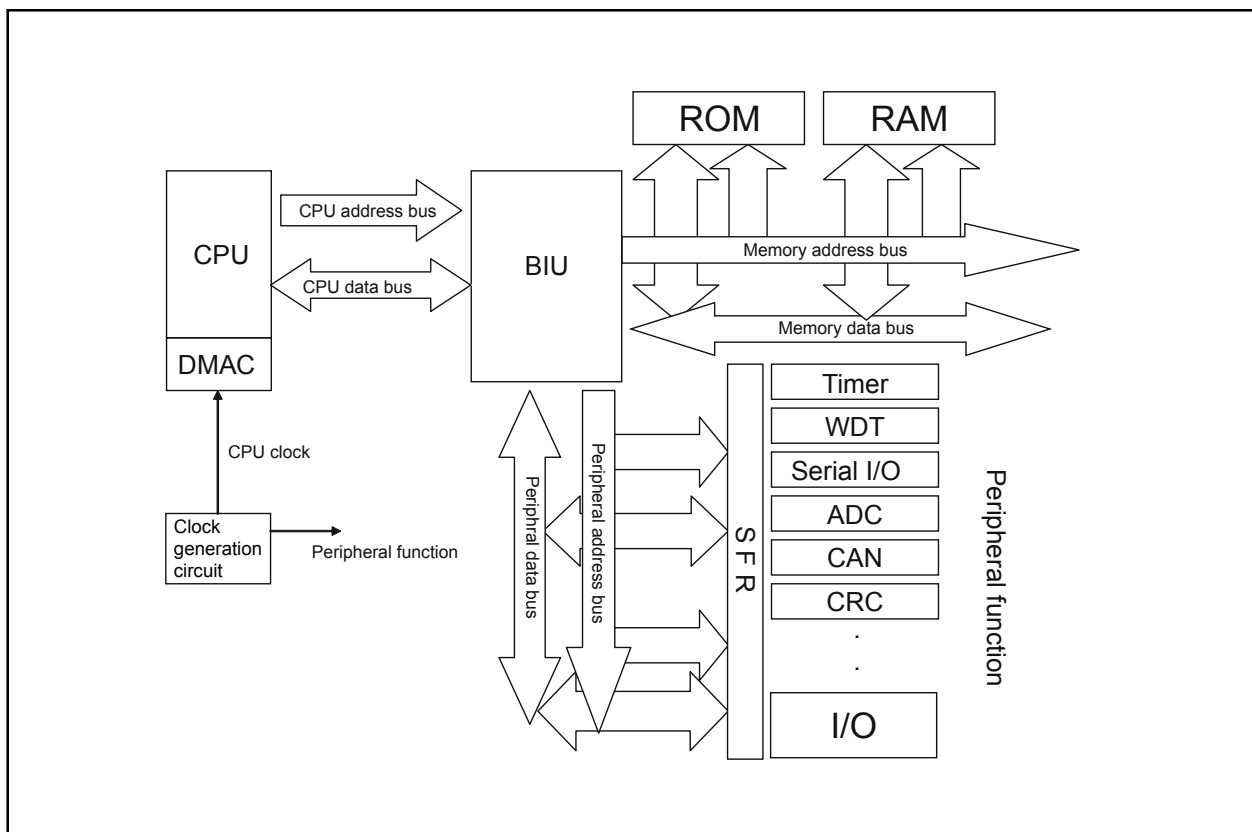 ROM
RAM
CPU address bus
CPU
BIU
Memory address bus
CPU data bus
Memory data bus
DMAC
Timer
WDT
CPU clock
Serial I/O
ADC
Clock
generation
circuit
Peripheral function
Periphral data bus
Peripheral address bus
S F R
CAN
CRC
.
.
I/O
Peripheral function